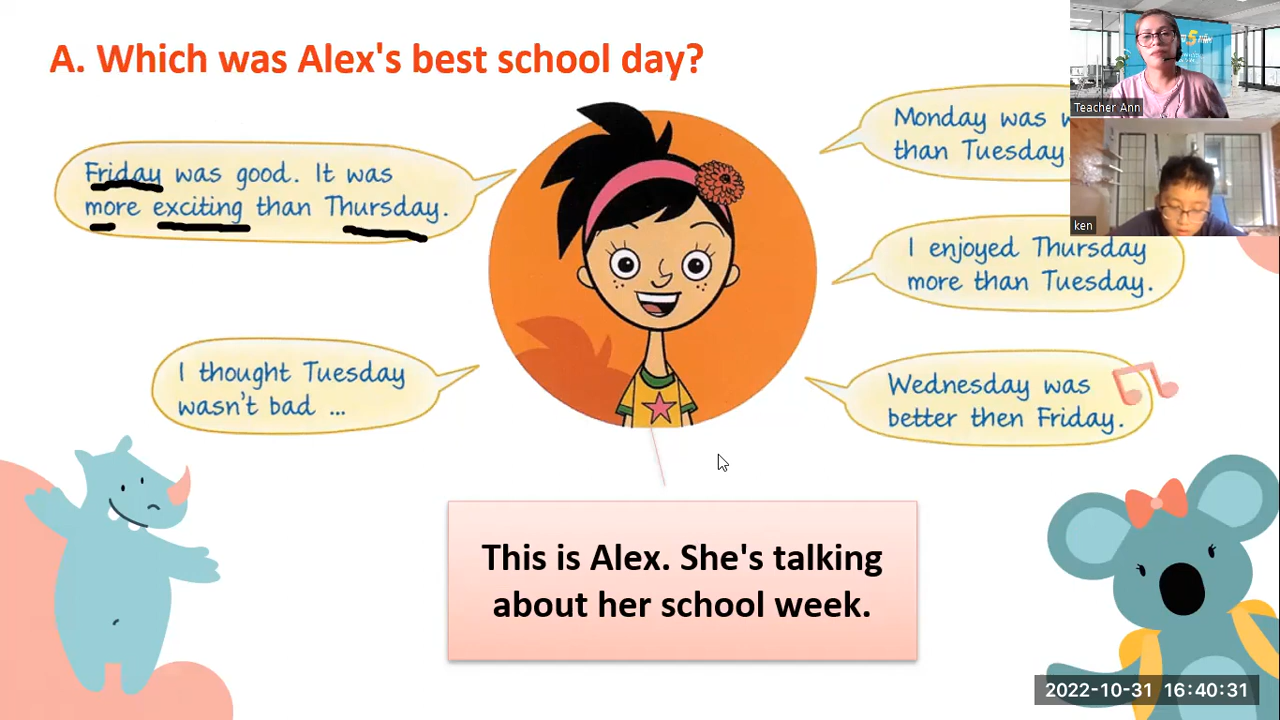 A. Which was Alex's best school day?
Friday was good. It was
more exciting than Thursday.
I thought Tuesday
wasn't bad ...
Monday was
than Tuesday
I enjoyed Thursday
more than Tuesday.
Wednesday was
better then Friday.
This is Alex. She's talking
about her school week.
Teacher Ann
ken
2022-10-31 16:40:31